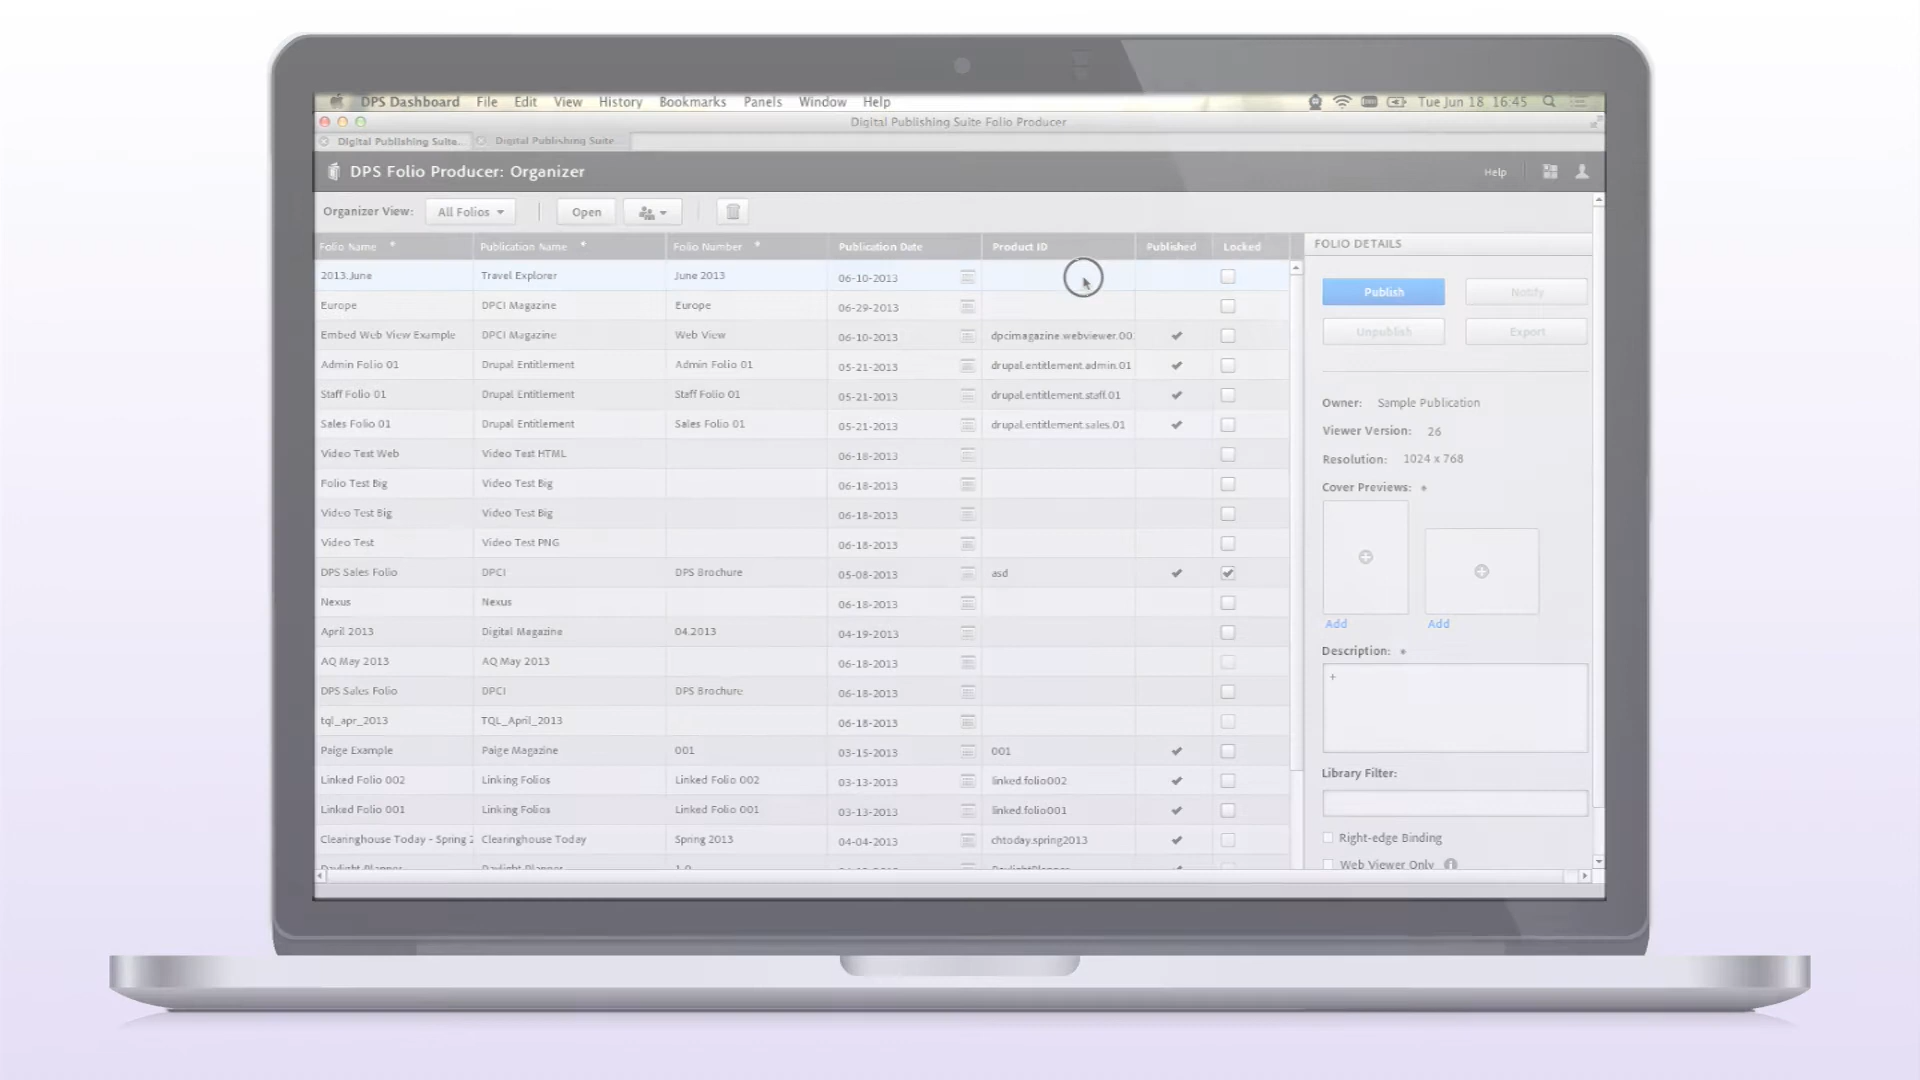 DPS Dashboard File Edit View History Bookmarks Panels Window Help Tue Jun 18 16:45
Digital Publishing Suite Folio Producer
Digital Publishing Suite... Digital Publishing Suite...
DPS Folio Producer: Organizer Help
Organizer View: All Folios Open
Folio Name * Publication Name * Folio Number * Publication Date Product ID Published Locked
2013.June Travel Explorer June 2013 06-10-2013
Europe DPCI Magazine Europe 06-29-2013
Embed Web View Example DPCI Magazine Web View 06-10-2013 dpcimagazine.webviewer.00
Admin Folio 01 Drupal Entitlement Admin Folio 01 05-21-2013 drupal.entitlement.admin.01
Staff Folio 01 Drupal Entitlement Staff Folio 01 05-21-2013 drupal.entitlement.staff.01
Sales Folio 01 Drupal Entitlement Sales Folio 01 05-21-2013 drupal.entitlement.sales.01
Video Test Web Video Test HTML 06-18-2013
Folio Test Big Video Test Big 06-18-2013
Video Test Big Video Test Big 06-18-2013
Video Test Video Test PNG 06-18-2013
DPS Sales Folio DPCI DPS Brochure 05-08-2013 asd
Nexus Nexus 06-18-2013
April 2013 Digital Magazine 04.2013 04-19-2013
AQ May 2013 AQ May 2013 06-18-2013
DPS Sales Folio DPCI DPS Brochure 06-18-2013
tql_apr_2013 TQL_April_2013 06-18-2013
Paige Example Paige Magazine 001 03-15-2013 001
Linked Folio 002 Linking Folios Linked Folio 002 03-13-2013 linked.folio002
Linked Folio 001 Linking Folios Linked Folio 001 03-13-2013 linked.folio001
Clearinghouse Today - Spring 2 Clearinghouse Today Spring 2013 04-04-2013 chtoday.spring2013
Daylight Planner Daylight Planner 1.0 DaylightPlanner
FOLIO DETAILS
Publish Notify
Unpublish Export
Owner: Sample Publication
Viewer Version: 26
Resolution: 1024 x 768
Cover Previews:
Add Add
Description:
+
Library Filter:
Right-edge Binding
Web Viewer Only